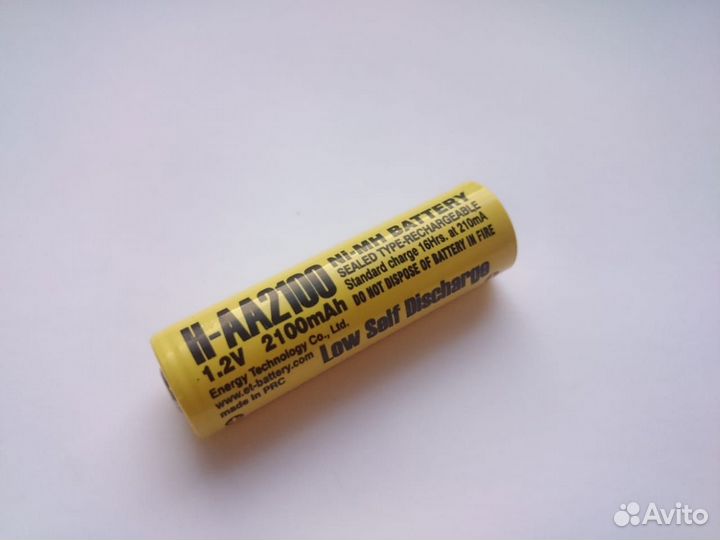 H-AA2100
1.2V 2100mAh
Energy Technology Co., Ltd.
www.et-battery.com
made in PRC
NI-MH BATTERY
SEALED TYPE-RECHARGEABLE
Standard charge 16Hrs. at 210mA
DO NOT DISPOSE OF BATTERY IN FIRE
Low Self Discharge
Avito